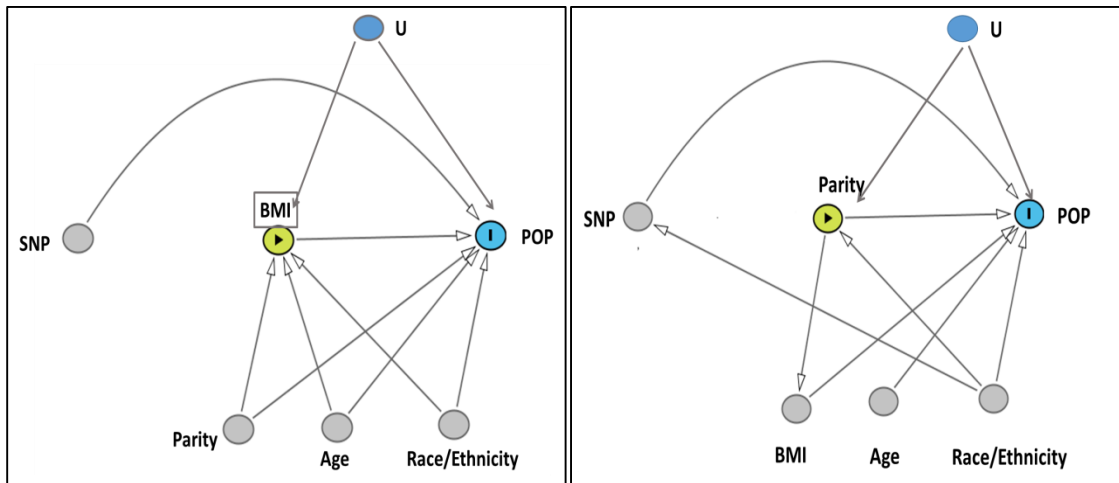 U
BMI
SNP
I
POP
Parity
Age
Race/Ethnicity
U
Parity
SNP
I
POP
BMI
Age
Race/Ethnicity